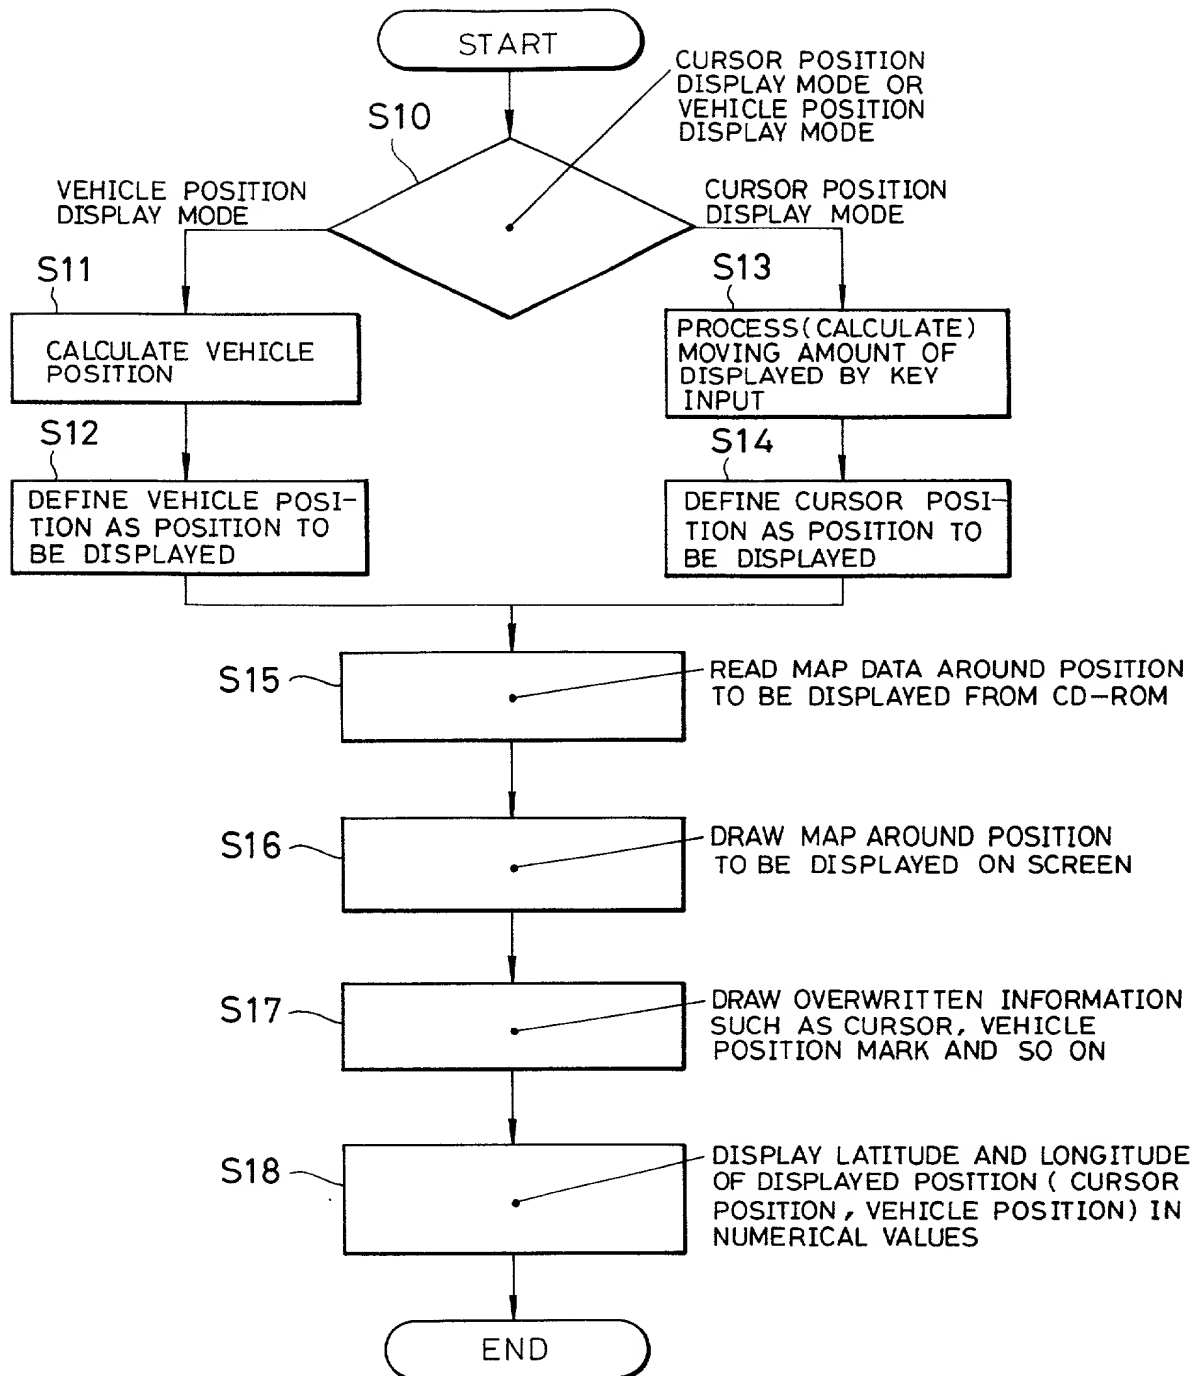 START
CURSOR POSITION
DISPLAY MODE OR
VEHICLE POSITION
DISPLAY MODE
S10
VEHICLE POSITION
DISPLAY MODE
CURSOR POSITION
DISPLAY MODE
S11
CALCULATE VEHICLE
POSITION
S13
PROCESS(CALCULATE)
MOVING AMOUNT OF
DISPLAYED BY KEY
INPUT
S12
DEFINE VEHICLE POSI-
TION AS POSITION TO
BE DISPLAYED
S14
DEFINE CURSOR POSI-
TION AS POSITION TO
BE DISPLAYED
S15
READ MAP DATA AROUND POSITION
TO BE DISPLAYED FROM CD-ROM
S16
DRAW MAP AROUND POSITION
TO BE DISPLAYED ON SCREEN
S17
DRAW OVERWRITTEN INFORMATION
SUCH AS CURSOR, VEHICLE
POSITION MARK AND SO ON
S18
DISPLAY LATITUDE AND LONGITUDE
OF DISPLAYED POSITION ( CURSOR
POSITION, VEHICLE POSITION) IN
NUMERICAL VALUES
END